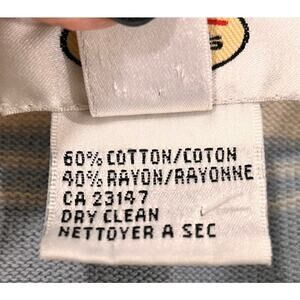 60% COTTON/COTON
40% RAYON/RAYONNE
CA 23147
DRY CLEAN
NETTOYER A SEC